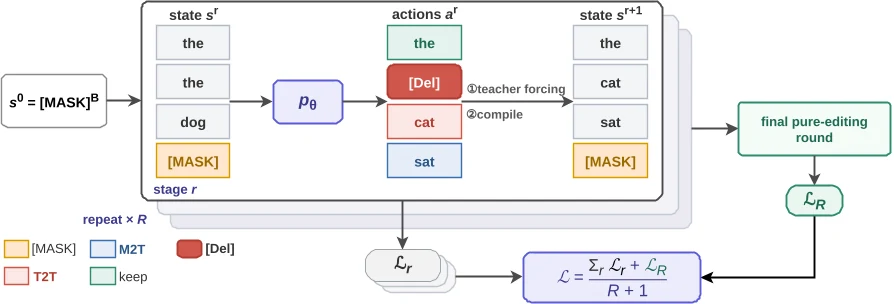 state s^r
actions a^r
state s^{r+1}
the
the
the
the
[Del]
cat
①teacher forcing
s^0 = [MASK]^B
p_θ
dog
cat
sat
②compile
[MASK]
sat
[MASK]
stage r
final pure-editing
round
repeat × R
ℒ_R
[MASK]
M2T
[Del]
T2T
keep
ℒ_r
ℒ = (Σ_r ℒ_r + ℒ_R) / (R + 1)